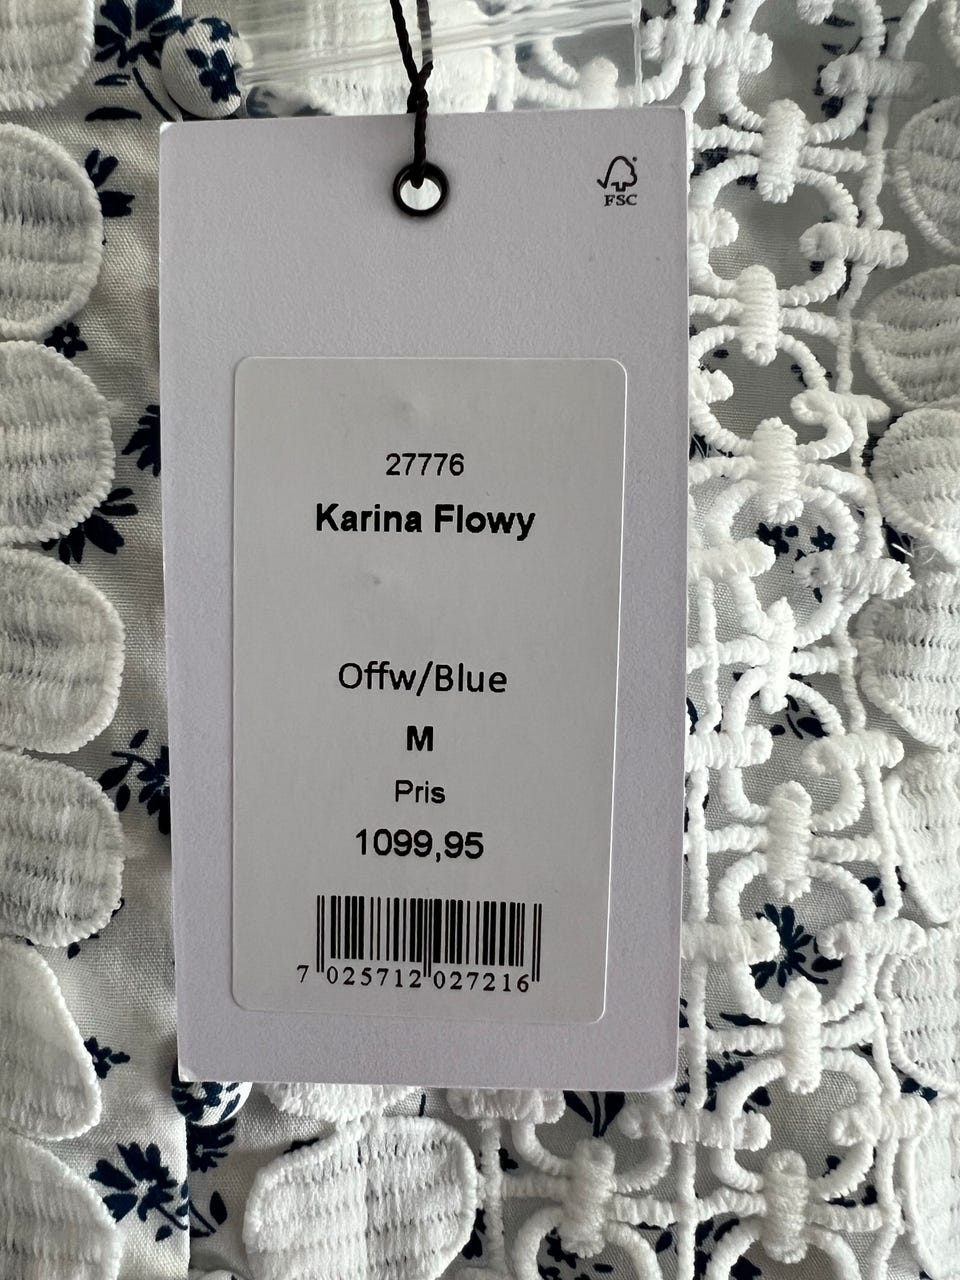 FSC
27776
Karina Flowy
Offw/Blue
M
Pris
1099,95
7 025712 027216